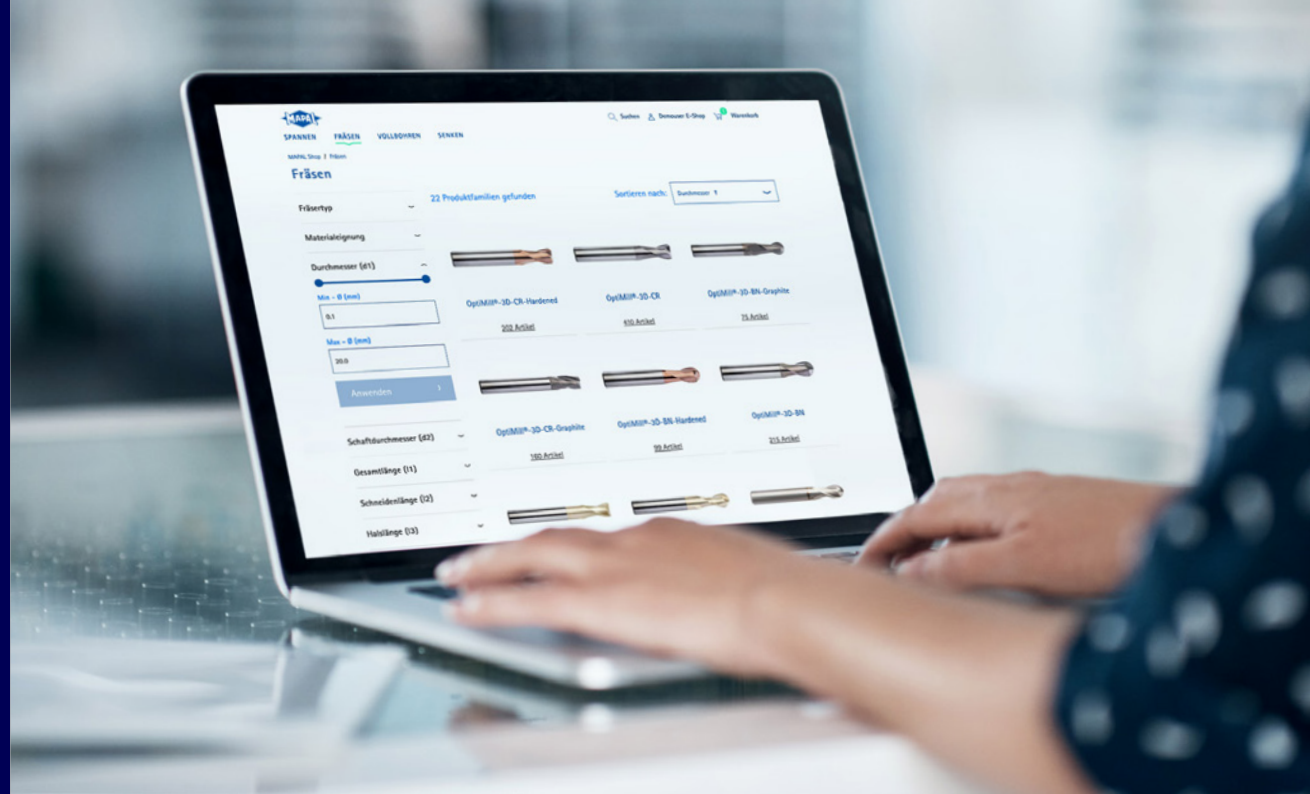 MAPAL
Suchen Demouser E-Shop Warenkorb
SPANNEN FRÄSEN VOLLBOHREN SENKEN
MAPAL Shop / Fräsen
Fräsen
22 Produktfamilien gefunden
Sortieren nach: Durchmesser ↑
Fräsertyp
Materialeignung
Durchmesser (d1)
Min - Ø (mm)
0.1
Max - Ø (mm)
20.0
Anwenden
Schaftdurchmesser (d2)
Gesamtlänge (l1)
Schneidenlänge (l2)
Halslänge (l3)
OptiMill®-3D-CR-Hardened OptiMill®-3D-CR OptiMill®-3D-BN-Graphite
202 Artikel 410 Artikel 75 Artikel
OptiMill®-3D-CR-Graphite OptiMill®-3D-BN-Hardened OptiMill®-3D-BN
160 Artikel 99 Artikel 215 Artikel